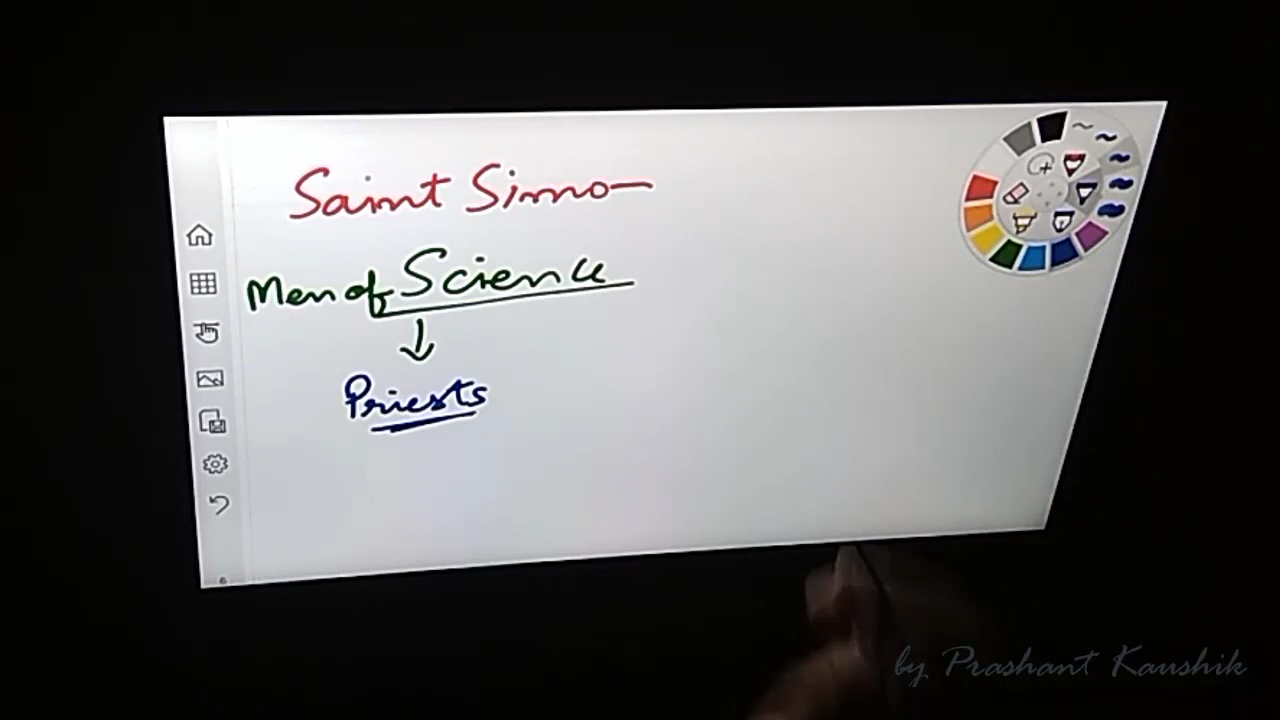 Saint Simon
Men of Science
↓
Priests
by Prashant Kaushik